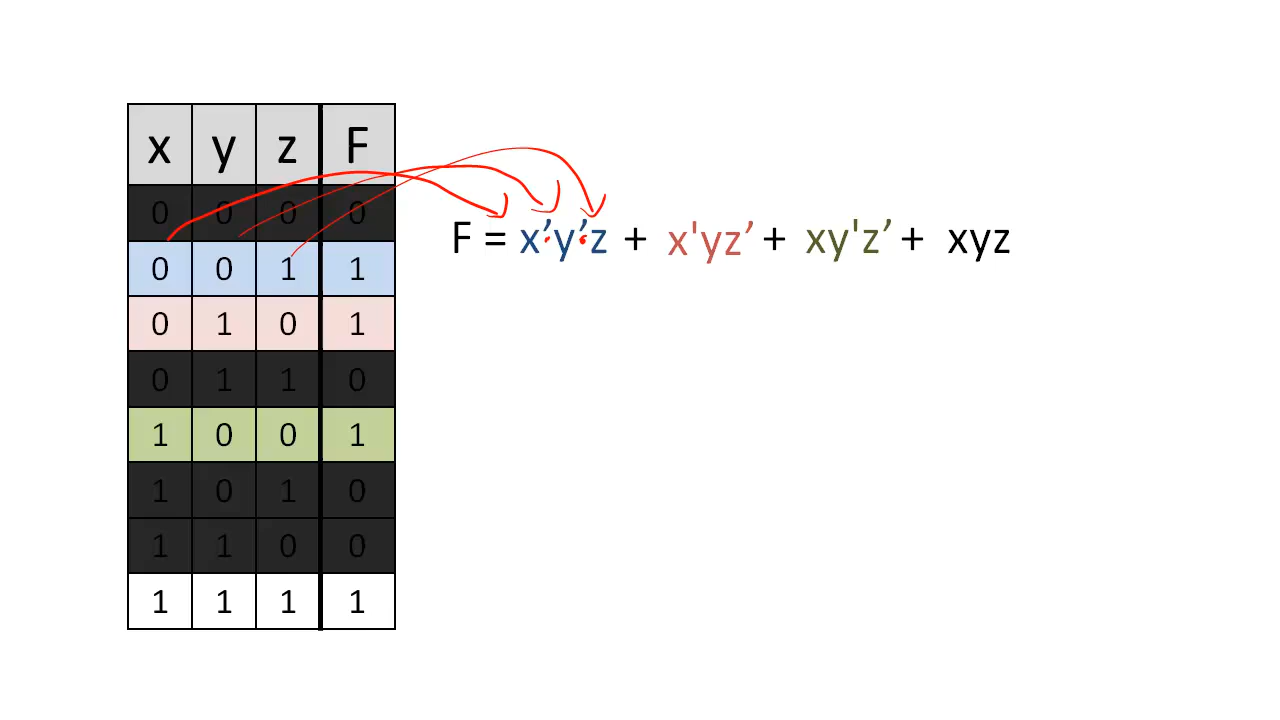 x y z F
0 0 0 0
0 0 1 1
F = x’y’z + x'yz’ + xy'z’ + xyz
0 1 0 1
0 1 1 0
1 0 0 1
1 0 1 0
1 1 0 0
1 1 1 1